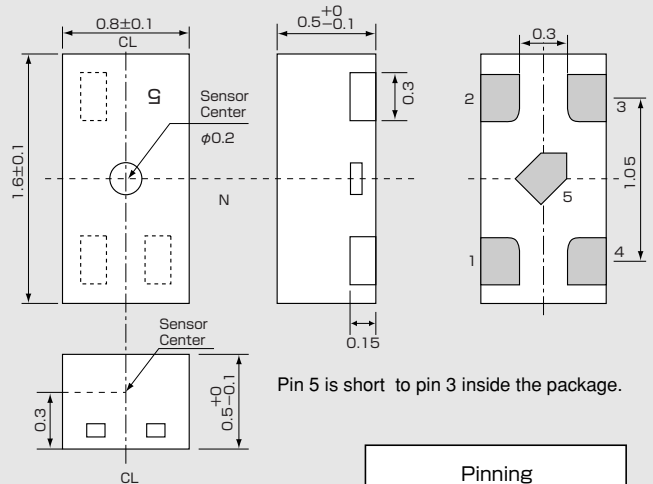 0.8±0.1
CL
+0
0.5−0.1
0.3
5
Sensor
Center
φ0.2
0.3
2
3
1.6±0.1
N
1.05
5
1
4
0.15
Sensor
Center
0.3
+0
0.5−0.1
Pin 5 is short to pin 3 inside the package.
CL
Pinning